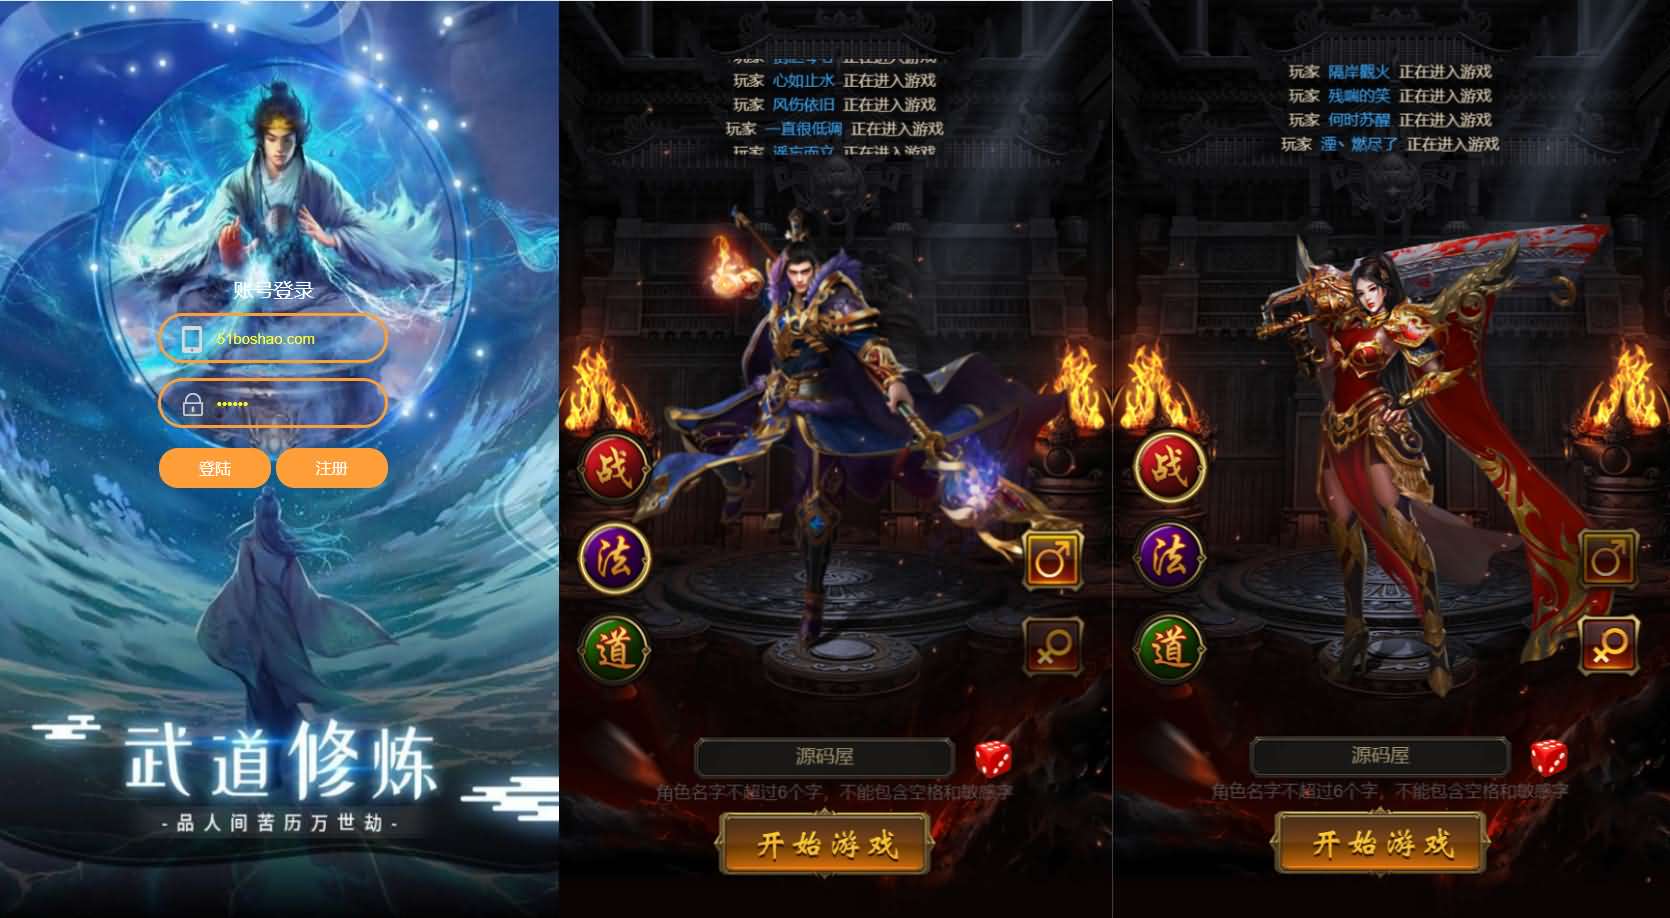 账号登录
51boshao.com
••••••
登陆 注册
武道修炼
-品人间苦历万世劫-
玩家 心如止水 正在进入游戏
玩家 风伤依旧 正在进入游戏
玩家 一直很低调 正在进入游戏
正在进入游戏
战
法
道
源码屋
角色名字不超过6个字，不能包含空格和敏感字
开始游戏
玩家 隔岸觀火 正在进入游戏
玩家 残喘的笑 正在进入游戏
玩家 何时苏醒 正在进入游戏
玩家 湮丶燃尽了 正在进入游戏
战
法
道
源码屋
角色名字不超过6个字，不能包含空格和敏感字
开始游戏